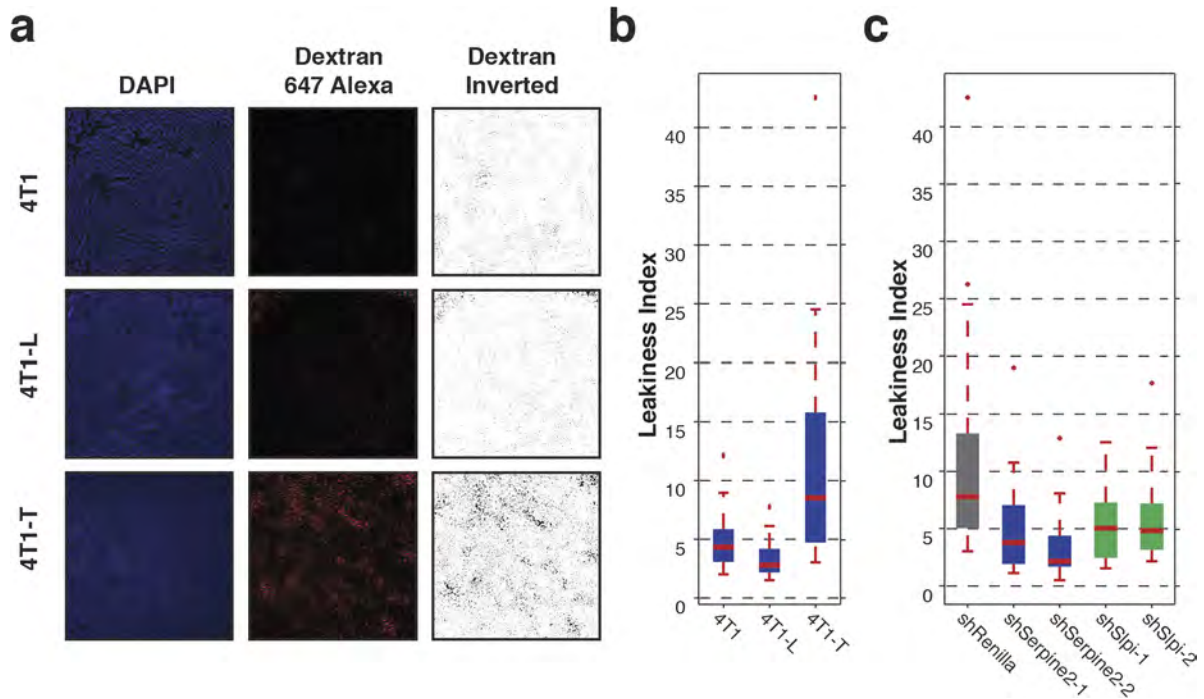 a
DAPI
Dextran
647 Alexa
Dextran
Inverted
4T1
4T1-L
4T1-T
b
Leakiness Index
40
35
30
25
20
15
10
5
0
4T1
4T1-L
4T1-T
c
Leakiness Index
40
35
30
25
20
15
10
5
0
shRenilla
shSerpine2-1
shSerpine2-2
shSlpi-1
shSlpi-2